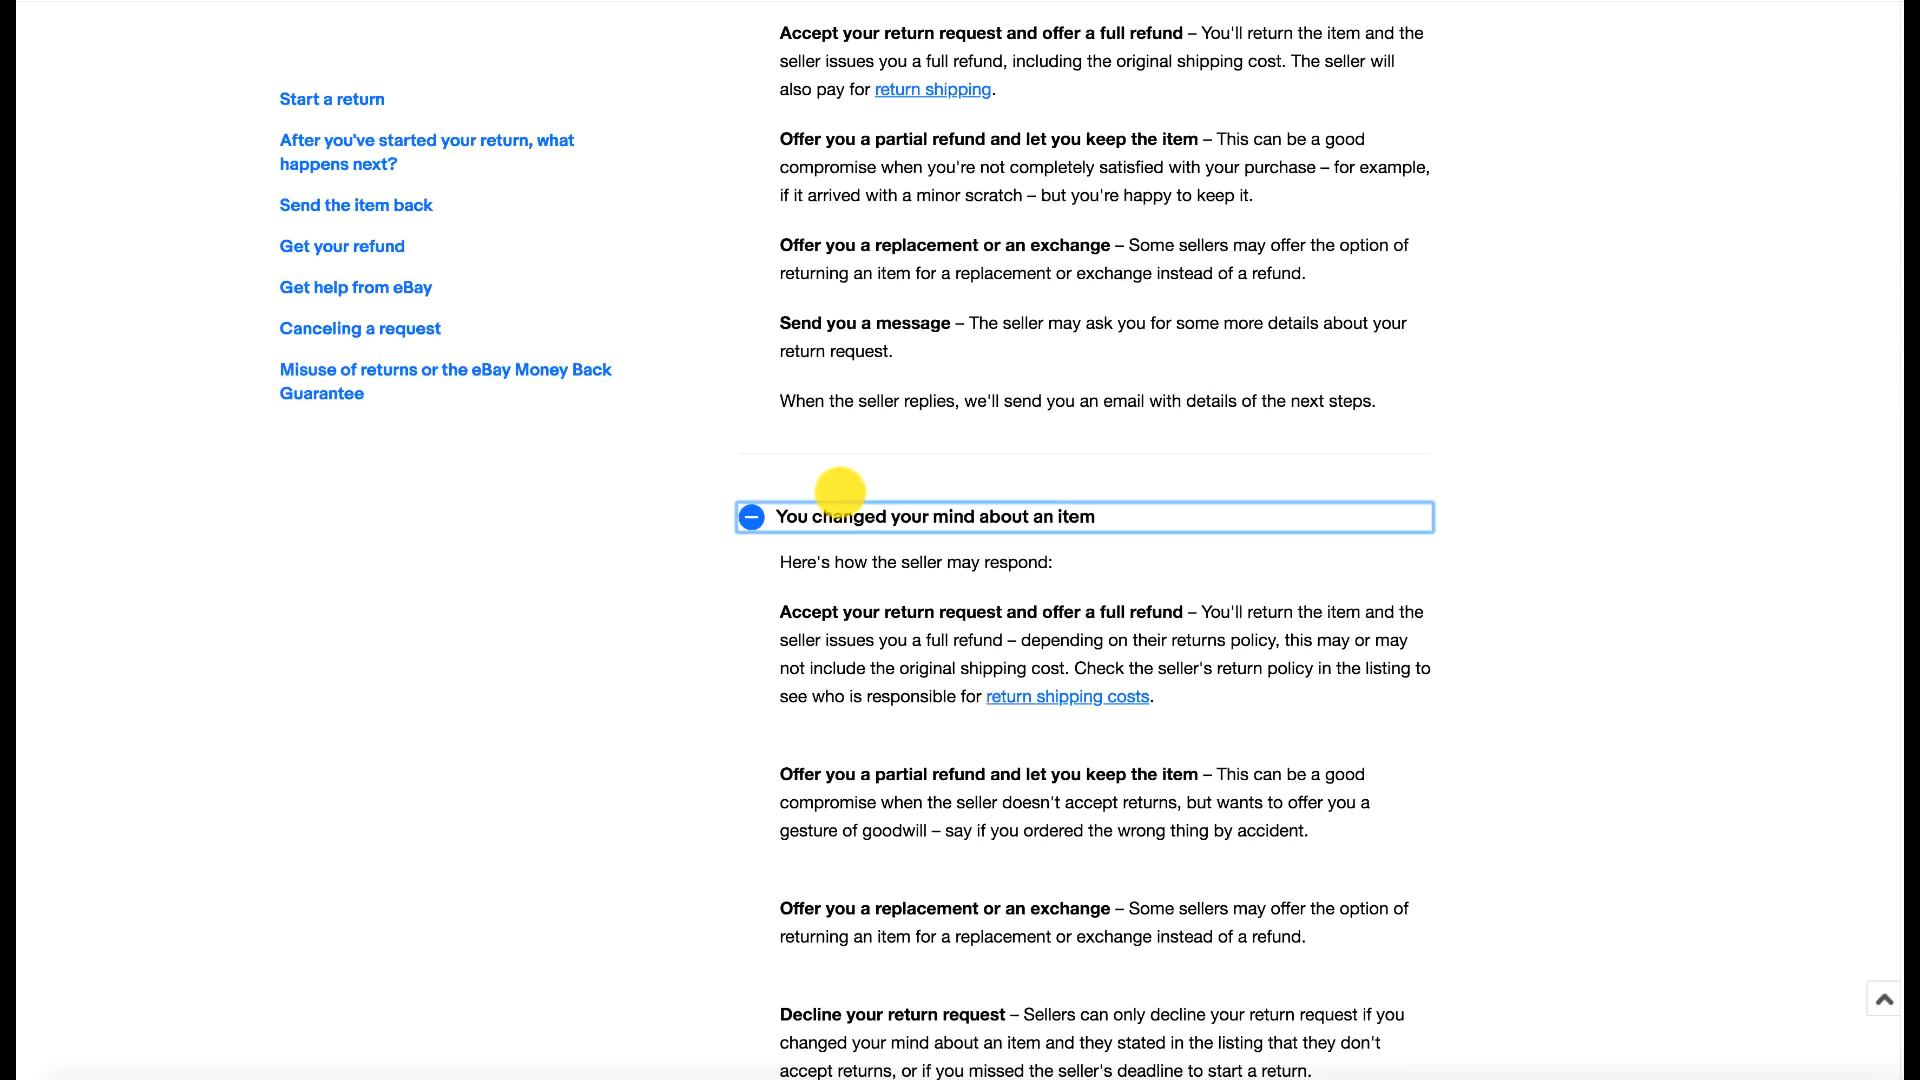 Start a return
After you've started your return, what
happens next?
Send the item back
Get your refund
Get help from eBay
Canceling a request
Misuse of returns or the eBay Money Back
Guarantee
Accept your return request and offer a full refund – You'll return the item and the
seller issues you a full refund, including the original shipping cost. The seller will
also pay for return shipping.
Offer you a partial refund and let you keep the item – This can be a good
compromise when you're not completely satisfied with your purchase – for example,
if it arrived with a minor scratch – but you're happy to keep it.
Offer you a replacement or an exchange – Some sellers may offer the option of
returning an item for a replacement or exchange instead of a refund.
Send you a message – The seller may ask you for some more details about your
return request.
When the seller replies, we'll send you an email with details of the next steps.
You changed your mind about an item
Here's how the seller may respond:
Accept your return request and offer a full refund – You'll return the item and the
seller issues you a full refund – depending on their returns policy, this may or may
not include the original shipping cost. Check the seller's return policy in the listing to
see who is responsible for return shipping costs.
Offer you a partial refund and let you keep the item – This can be a good
compromise when the seller doesn't accept returns, but wants to offer you a
gesture of goodwill – say if you ordered the wrong thing by accident.
Offer you a replacement or an exchange – Some sellers may offer the option of
returning an item for a replacement or exchange instead of a refund.
Decline your return request – Sellers can only decline your return request if you
changed your mind about an item and they stated in the listing that they don't
accept returns, or if you missed the seller's deadline to start a return.